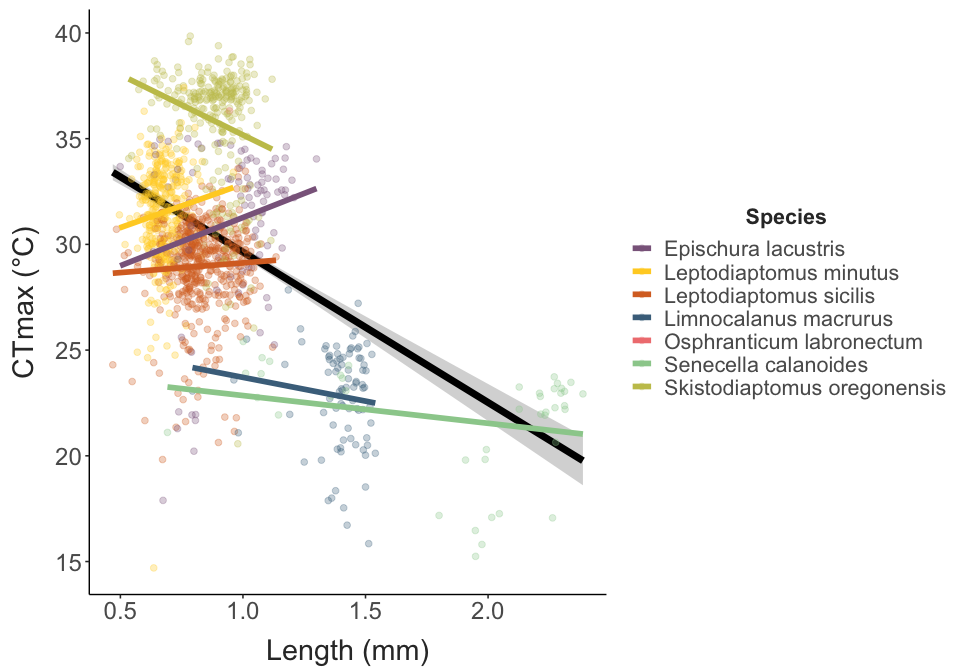 40
35
30
25
20
15
CTmax (°C)
0.5 1.0 1.5 2.0
Length (mm)
Species
Epischura lacustris
Leptodiaptomus minutus
Leptodiaptomus sicilis
Limnocalanus macrurus
Osphranticum labronectum
Senecella calanoides
Skistodiaptomus oregonensis